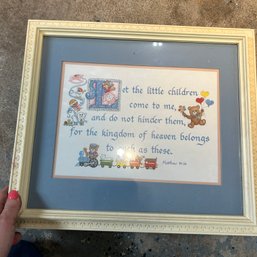 Let the little children
come to me,
and do not hinder them,
for the kingdom of heaven belongs
to such as these.
Matthew 19:14